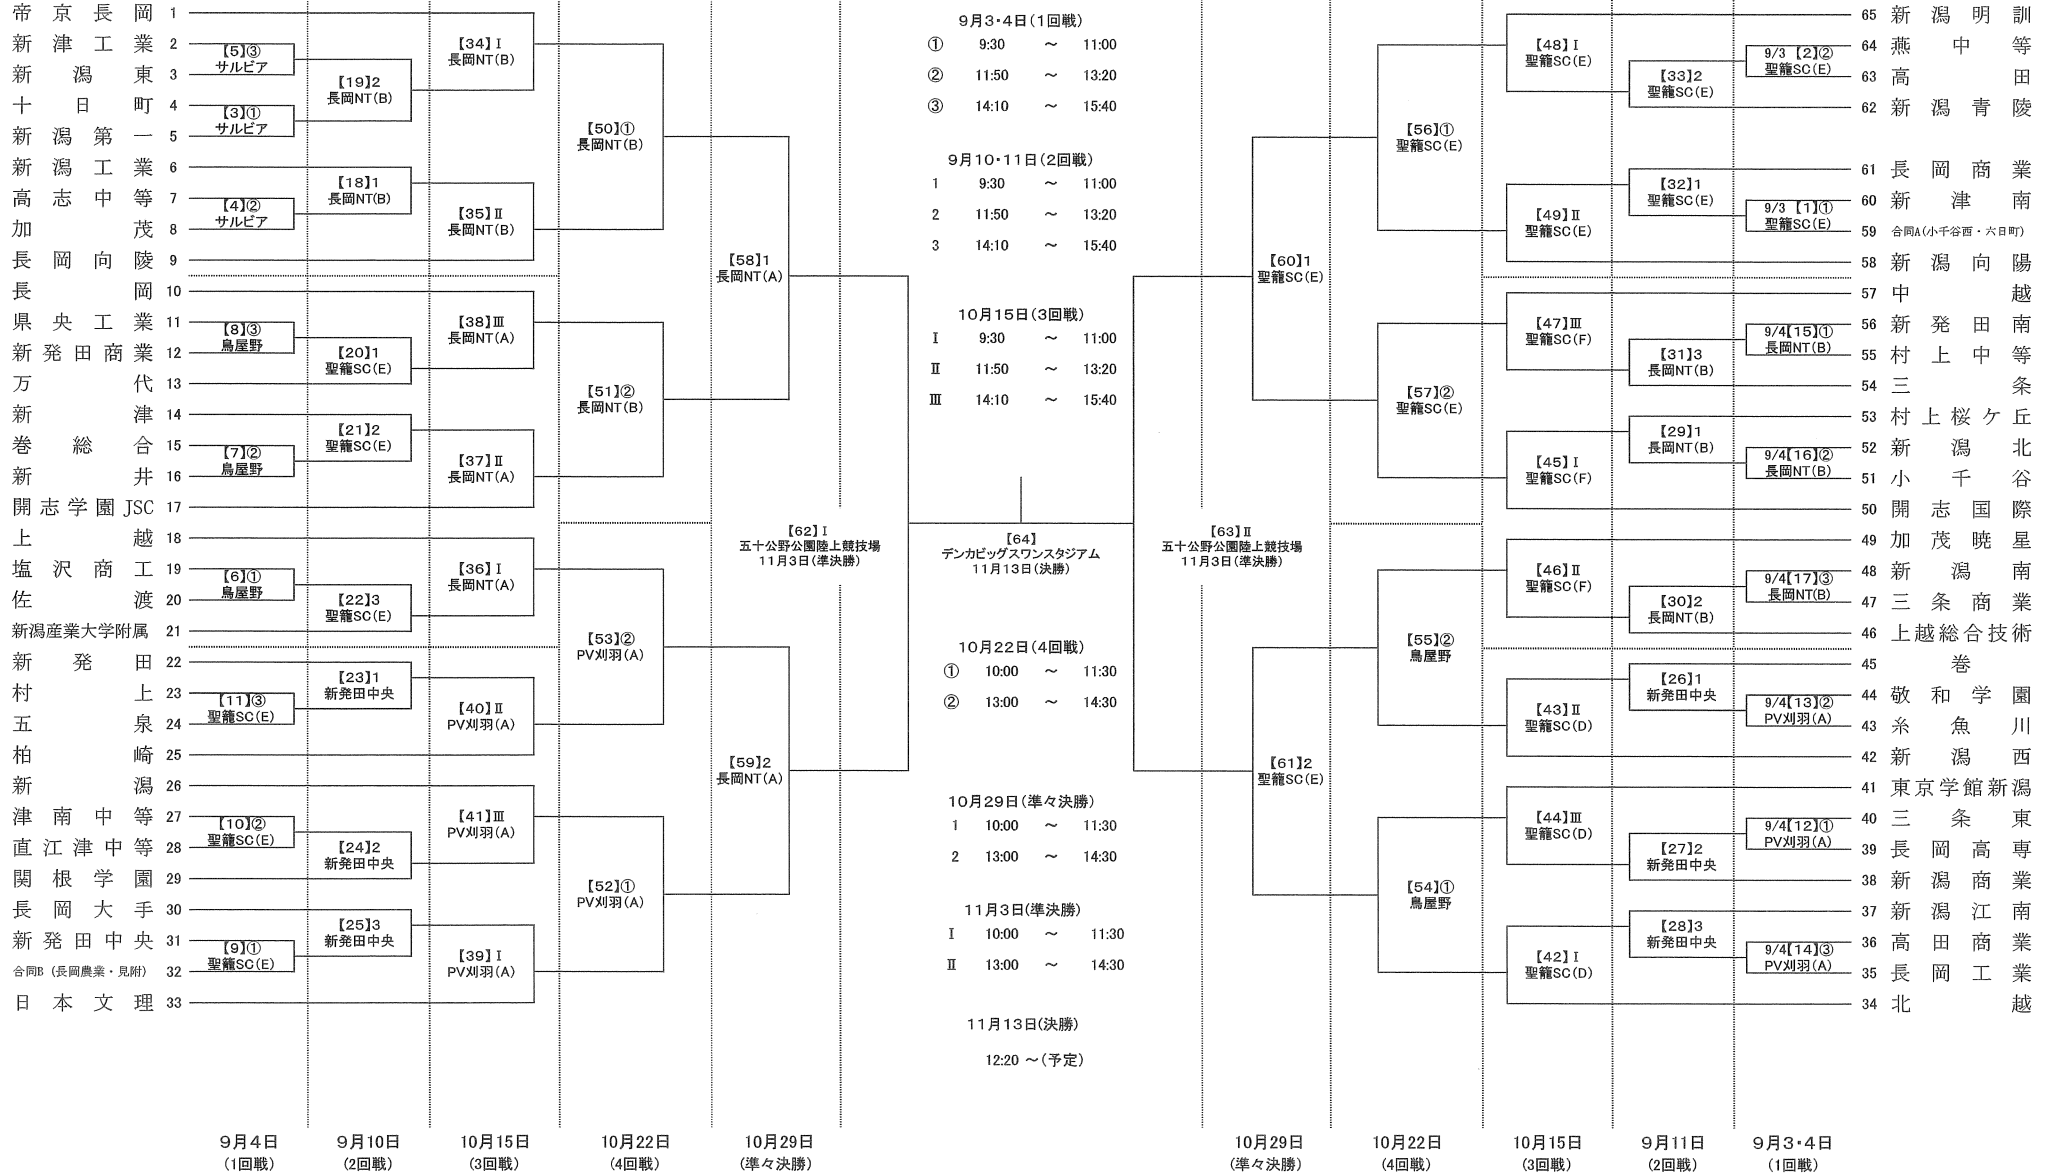 帝京長岡 1
新津工業 2
【5】③
サルビア
新潟東 3
十日町 4
【3】①
サルビア
新潟第一 5
新潟工業 6
高志中等 7
【4】②
サルビア
加茂 8
長岡向陵 9
長岡 10
県央工業 11
【8】③
鳥屋野
新発田商業 12
万代 13
新津 14
巻総合 15
【7】②
鳥屋野
新井 16
開志学園JSC 17
上越 18
塩沢商工 19
【6】①
鳥屋野
佐渡 20
新潟産業大学附属 21
新発田 22
村上 23
【11】③
聖籠SC(E)
五泉 24
柏崎 25
新潟 26
津南中等 27
【10】②
聖籠SC(E)
直江津中等 28
関根学園 29
長岡大手 30
新発田中央 31
【9】①
聖籠SC(E)
合同B(長岡農業・見附) 32
日本文理 33
【19】2
長岡NT(B)
【18】1
長岡NT(B)
【20】1
聖籠SC(E)
【21】2
聖籠SC(E)
【22】3
聖籠SC(E)
【23】1
新発田中央
【24】2
新発田中央
【25】3
新発田中央
【34】Ⅰ
長岡NT(B)
【35】Ⅱ
長岡NT(B)
【38】Ⅲ
長岡NT(A)
【37】Ⅱ
長岡NT(A)
【36】Ⅰ
長岡NT(A)
【40】Ⅱ
PV刈羽(A)
【41】Ⅲ
PV刈羽(A)
【39】Ⅰ
PV刈羽(A)
【50】①
長岡NT(B)
【51】②
長岡NT(B)
【53】②
PV刈羽(A)
【52】①
PV刈羽(A)
【58】1
長岡NT(A)
【59】2
長岡NT(A)
【62】Ⅰ
五十公野公園陸上競技場
11月3日(準決勝)
9月3・4日(1回戦)
① 9:30 ～ 11:00
② 11:50 ～ 13:20
③ 14:10 ～ 15:40
9月10・11日(2回戦)
1 9:30 ～ 11:00
2 11:50 ～ 13:20
3 14:10 ～ 15:40
10月15日(3回戦)
Ⅰ 9:30 ～ 11:00
Ⅱ 11:50 ～ 13:20
Ⅲ 14:10 ～ 15:40
【64】
デンカビッグスワンスタジアム
11月13日(決勝)
10月22日(4回戦)
① 10:00 ～ 11:30
② 13:00 ～ 14:30
10月29日(準々決勝)
1 10:00 ～ 11:30
2 13:00 ～ 14:30
11月3日(準決勝)
Ⅰ 10:00 ～ 11:30
Ⅱ 13:00 ～ 14:30
11月13日(決勝)
12:20 ～(予定)
【63】Ⅱ
五十公野公園陸上競技場
11月3日(準決勝)
【60】1
聖籠SC(E)
【61】2
聖籠SC(E)
【56】①
聖籠SC(E)
【57】②
聖籠SC(E)
【55】②
鳥屋野
【54】①
鳥屋野
【48】Ⅰ
聖籠SC(E)
【49】Ⅱ
聖籠SC(E)
【47】Ⅲ
聖籠SC(F)
【45】Ⅰ
聖籠SC(F)
【46】Ⅱ
聖籠SC(F)
【43】Ⅱ
聖籠SC(D)
【44】Ⅲ
聖籠SC(D)
【42】Ⅰ
聖籠SC(D)
【33】2
聖籠SC(E)
【32】1
聖籠SC(E)
【31】3
長岡NT(B)
【29】1
長岡NT(B)
【30】2
長岡NT(B)
【26】1
新発田中央
【27】2
新発田中央
【28】3
新発田中央
65 新潟明訓
64 燕中等
9/3 【2】②
聖籠SC(E)
63 高田
62 新潟青陵
61 長岡商業
60 新津南
9/3 【1】①
聖籠SC(E)
59 合同A(小千谷西・六日町)
58 新潟向陽
57 中越
56 新発田南
9/4【15】①
長岡NT(B)
55 村上中等
54 三条
53 村上桜ケ丘
52 新潟北
9/4【16】②
長岡NT(B)
51 小千谷
50 開志国際
49 加茂暁星
48 新潟南
9/4【17】③
長岡NT(B)
47 三条商業
46 上越総合技術
45 巻
44 敬和学園
9/4【13】②
PV刈羽(A)
43 糸魚川
42 新潟西
41 東京学館新潟
40 三条東
9/4【12】①
PV刈羽(A)
39 長岡高専
38 新潟商業
37 新潟江南
36 高田商業
9/4【14】③
PV刈羽(A)
35 長岡工業
34 北越
9月4日 9月10日 10月15日 10月22日 10月29日 10月29日 10月22日 10月15日 9月11日 9月3・4日
(1回戦) (2回戦) (3回戦) (4回戦) (準々決勝) (準々決勝) (4回戦) (3回戦) (2回戦) (1回戦)